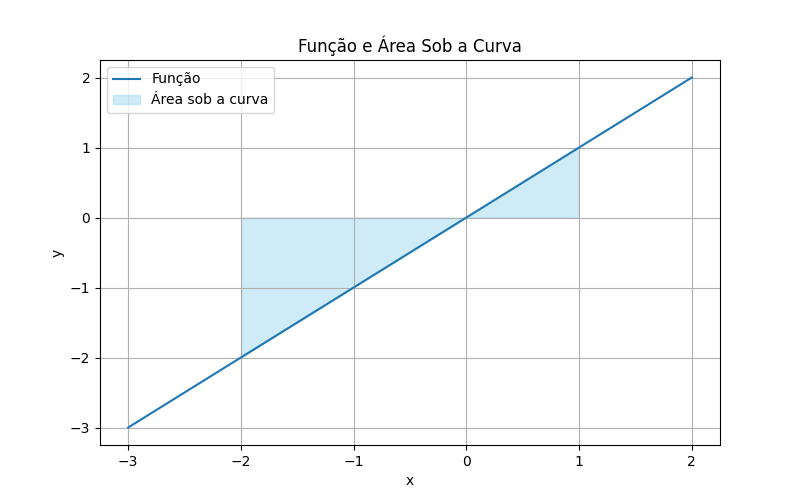 Função e Área Sob a Curva
Função
Área sob a curva
2
1
0
−1
−2
−3
y
−3 −2 −1 0 1 2
x